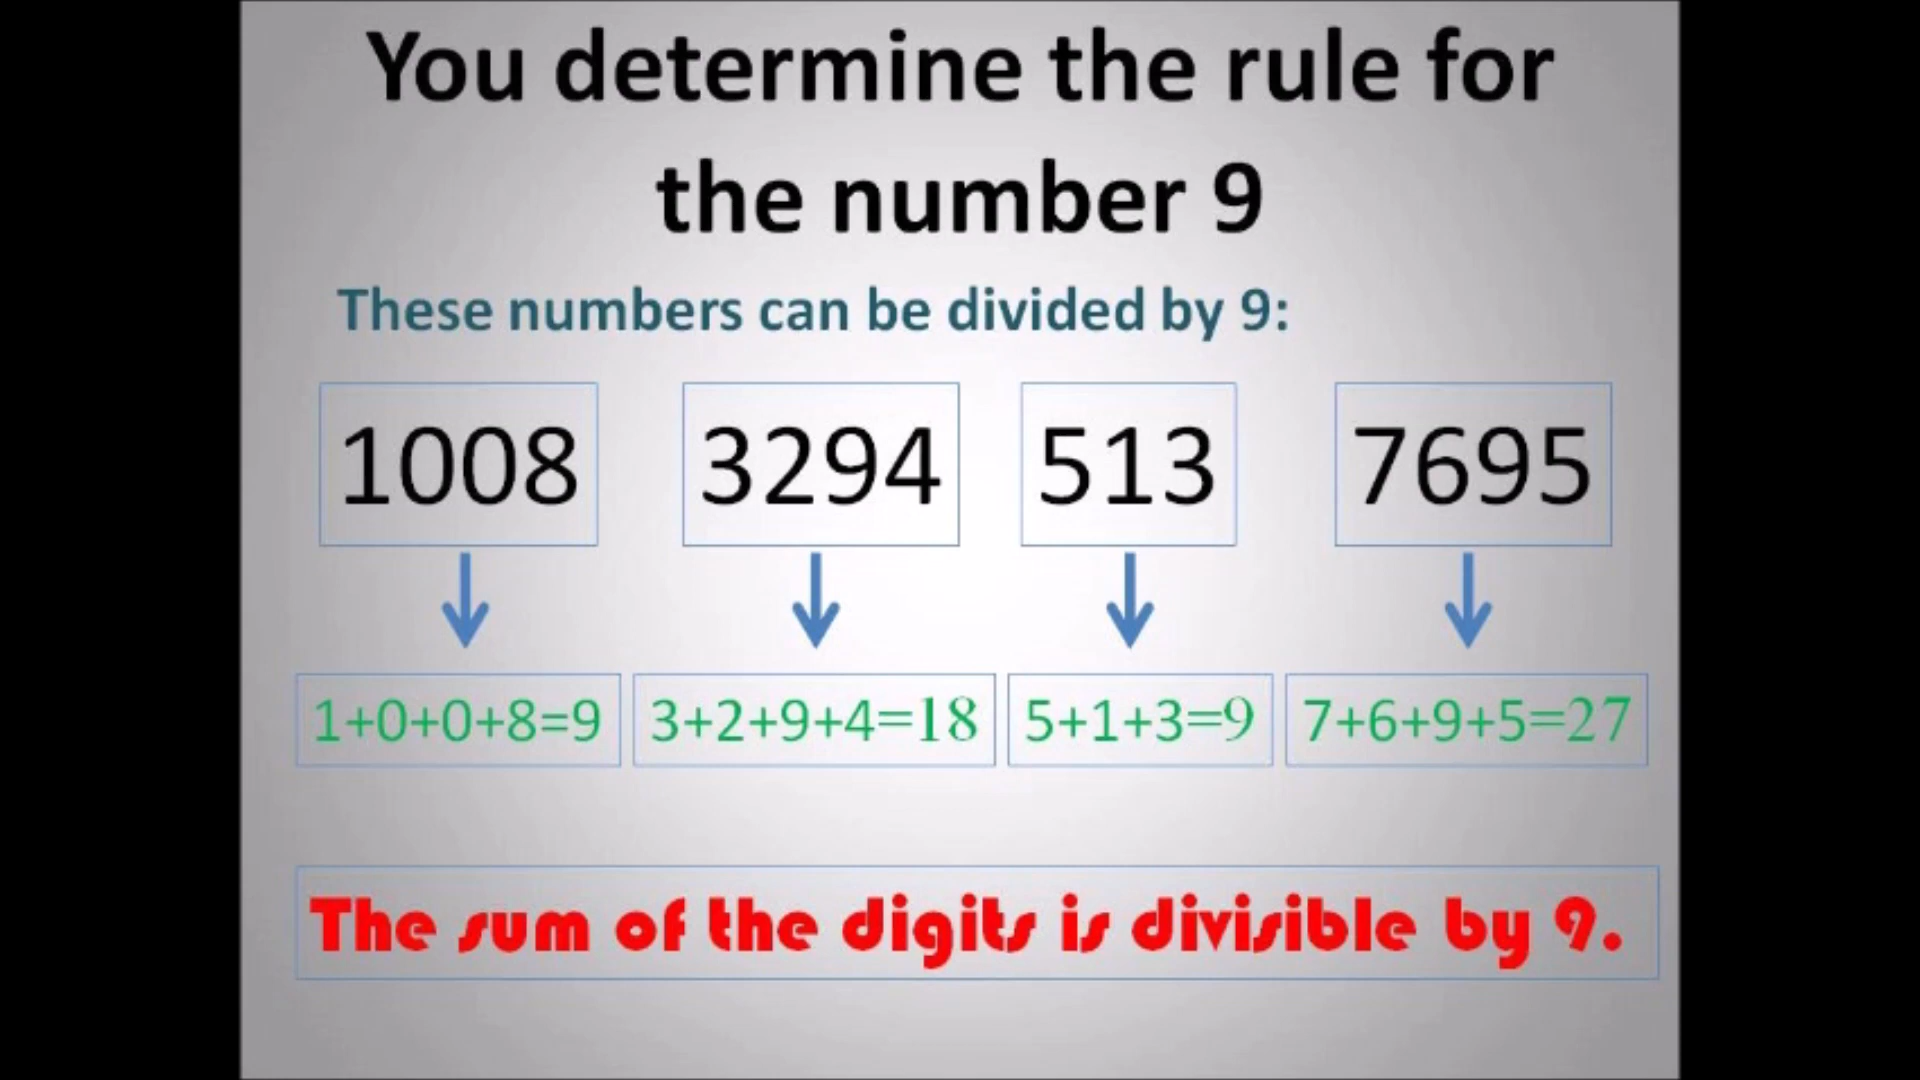 You determine the rule for
the number 9
These numbers can be divided by 9:
1008 3294 513 7695
1+0+0+8=9 3+2+9+4=18 5+1+3=9 7+6+9+5=27
The sum of the digits is divisible by 9.